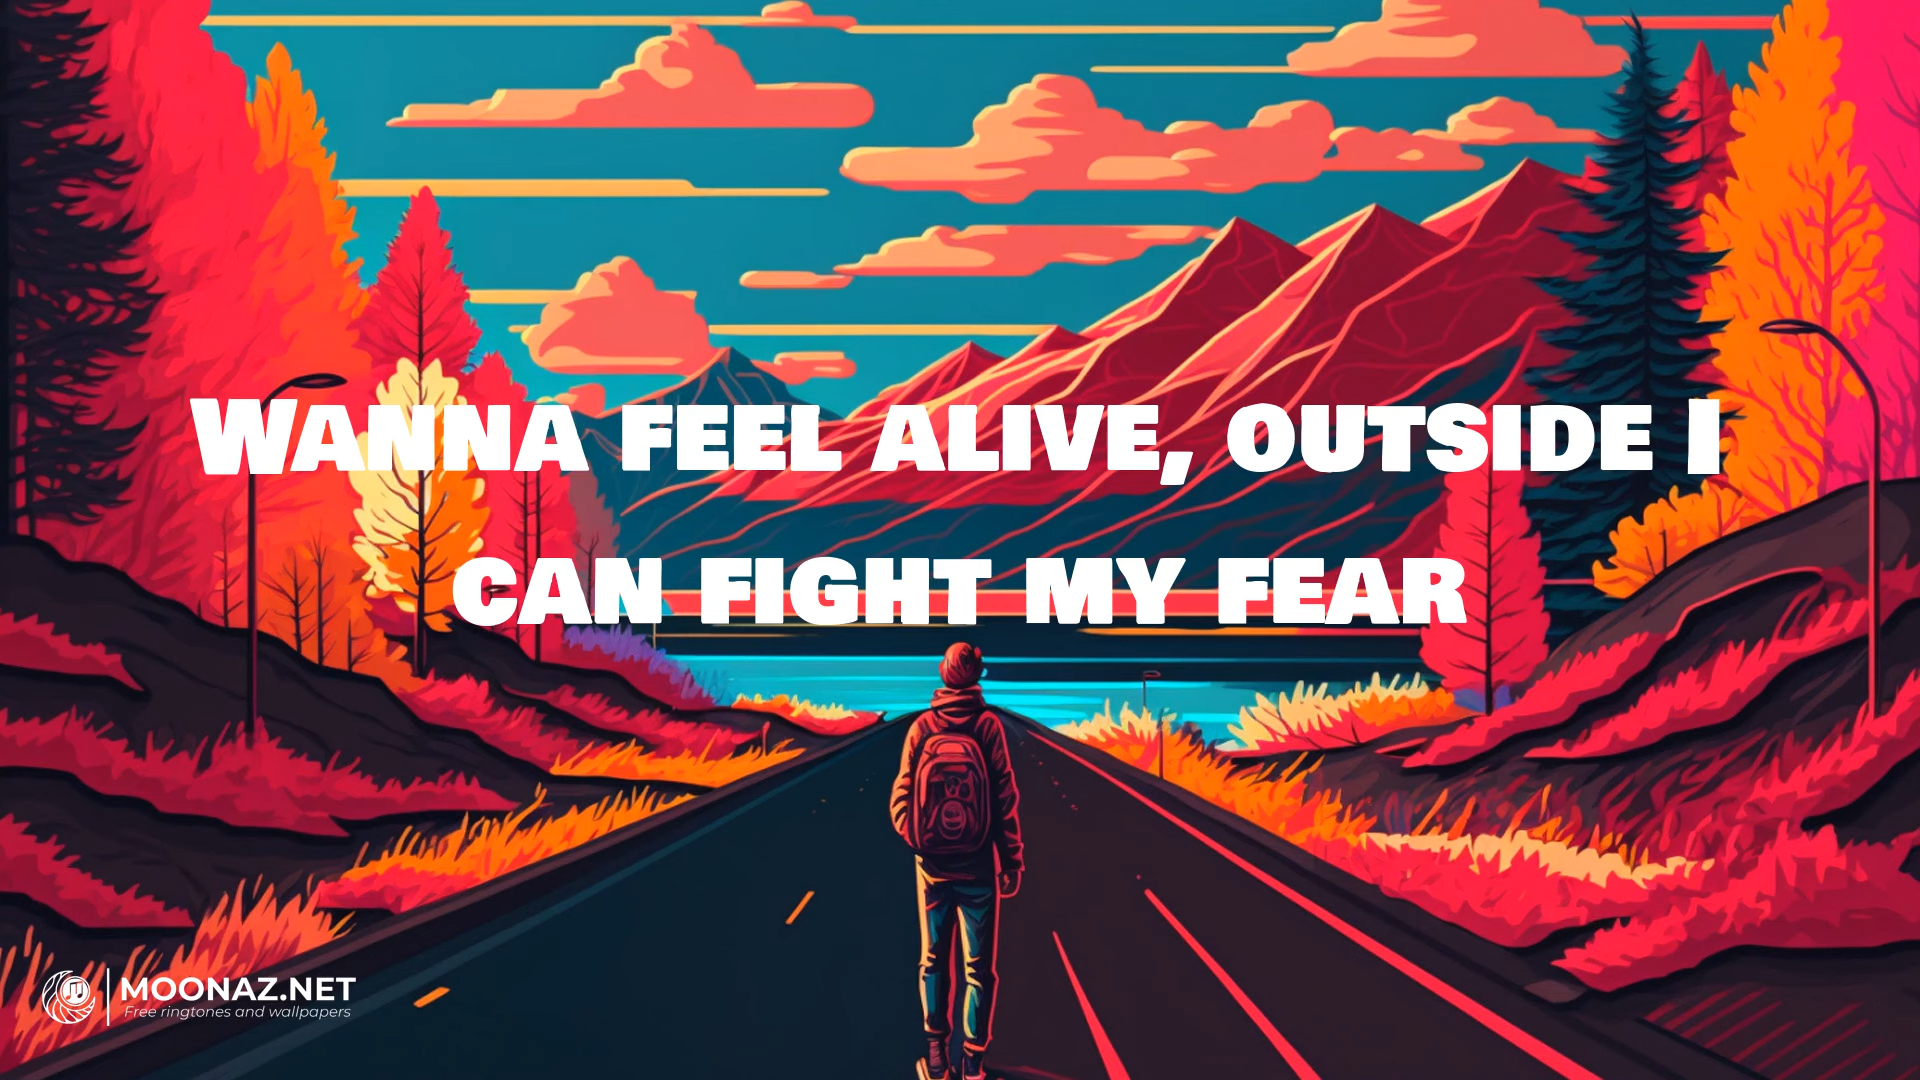 Wanna feel alive, outside I
can fight my fear
MOONAZ.NET
Free ringtones and wallpapers